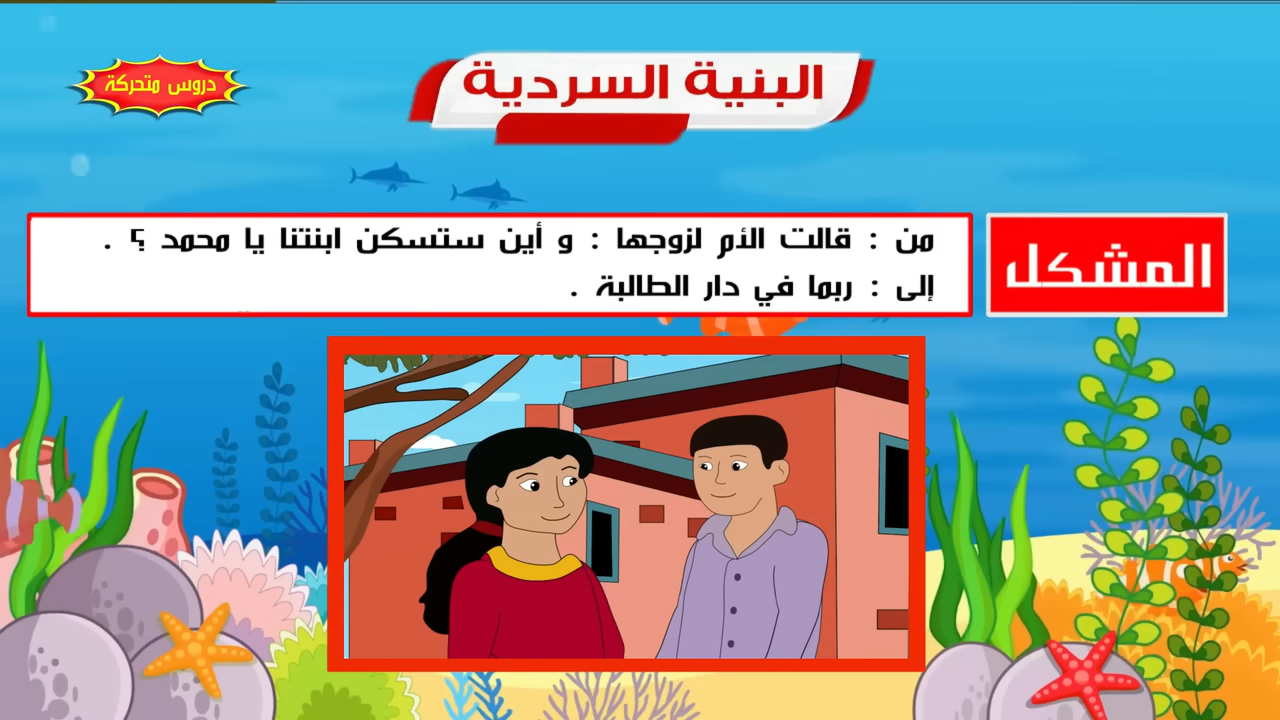 البنية السردية
دروس متحركة
المشكل
من : قالت الأم لزوجها : و أين ستسكن ابنتنا يا محمد ؟ .
إلى : ربما في دار الطالبة .